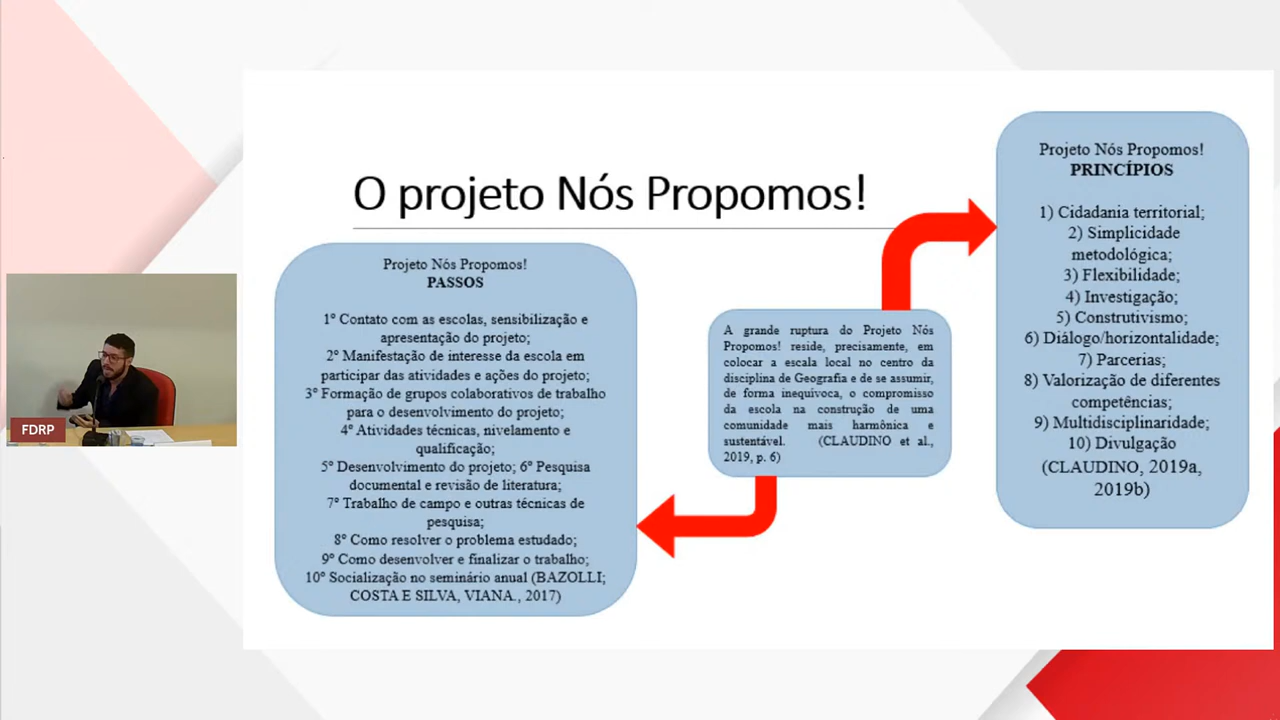 O projeto Nós Propomos!
Projeto Nós Propomos!
PASSOS
1º Contato com as escolas, sensibilização e
apresentação do projeto;
2º Manifestação de interesse da escola em
participar das atividades e ações do projeto;
3º Formação de grupos colaborativos de trabalho
para o desenvolvimento do projeto;
4º Atividades técnicas, nivelamento e
qualificação;
5º Desenvolvimento do projeto; 6º Pesquisa
documental e revisão de literatura;
7º Trabalho de campo e outras técnicas de
pesquisa;
8º Como resolver o problema estudado;
9º Como desenvolver e finalizar o trabalho;
10º Socialização no seminário anual (BAZOLLI;
COSTA E SILVA, VIANA., 2017)
A grande ruptura do Projeto Nós
Propomos! reside, precisamente, em
colocar a escala local no centro da
disciplina de Geografia e de se assumir,
de forma inequívoca, o compromisso
da escola na construção de uma
comunidade mais harmônica e
sustentável. (CLAUDINO et al.,
2019, p. 6)
Projeto Nós Propomos!
PRINCÍPIOS
1) Cidadania territorial;
2) Simplicidade
metodológica;
3) Flexibilidade;
4) Investigação;
5) Construtivismo;
6) Diálogo/horizontalidade;
7) Parcerias;
8) Valorização de diferentes
competências;
9) Multidisciplinaridade;
10) Divulgação
(CLAUDINO, 2019a,
2019b)
FDRP